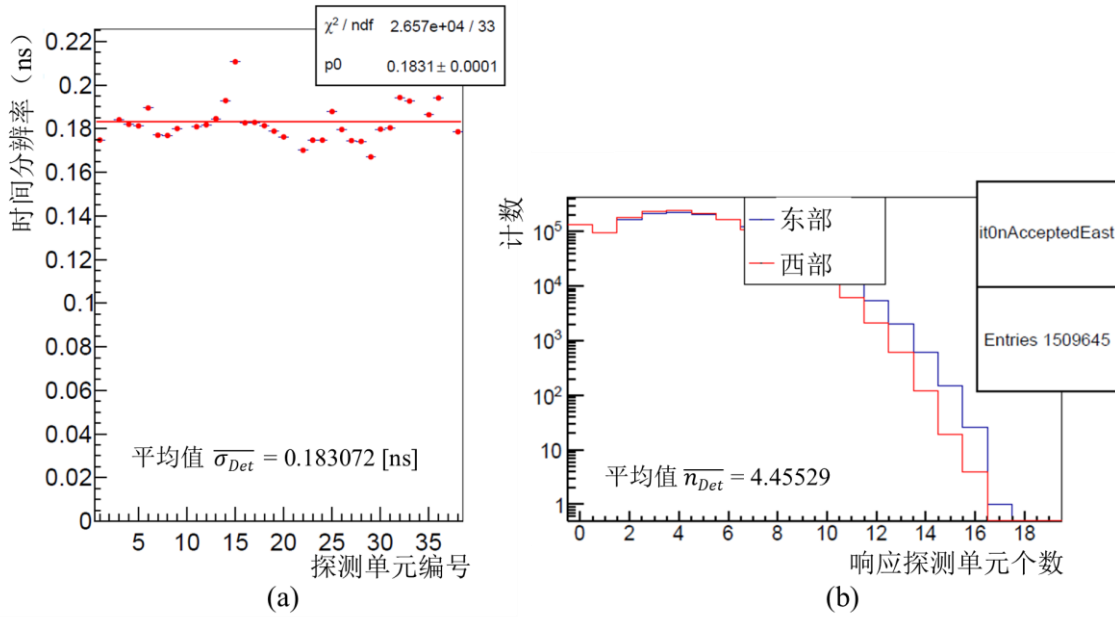 χ² / ndf 2.657e+04 / 33
p0 0.1831 ± 0.0001
时间分辨率（ns）
0.22
0.2
0.18
0.16
0.14
0.12
0.1
0.08
0.06
0.04
0.02
0
平均值 σ_Det = 0.183072 [ns]
5 10 15 20 25 30 35
探测单元编号
(a)
计数
10⁵
10⁴
10³
10²
10
1
东部
西部
it0nAcceptedEast
Entries 1509645
平均值 n_Det = 4.45529
0 2 4 6 8 10 12 14 16 18
响应探测单元个数
(b)